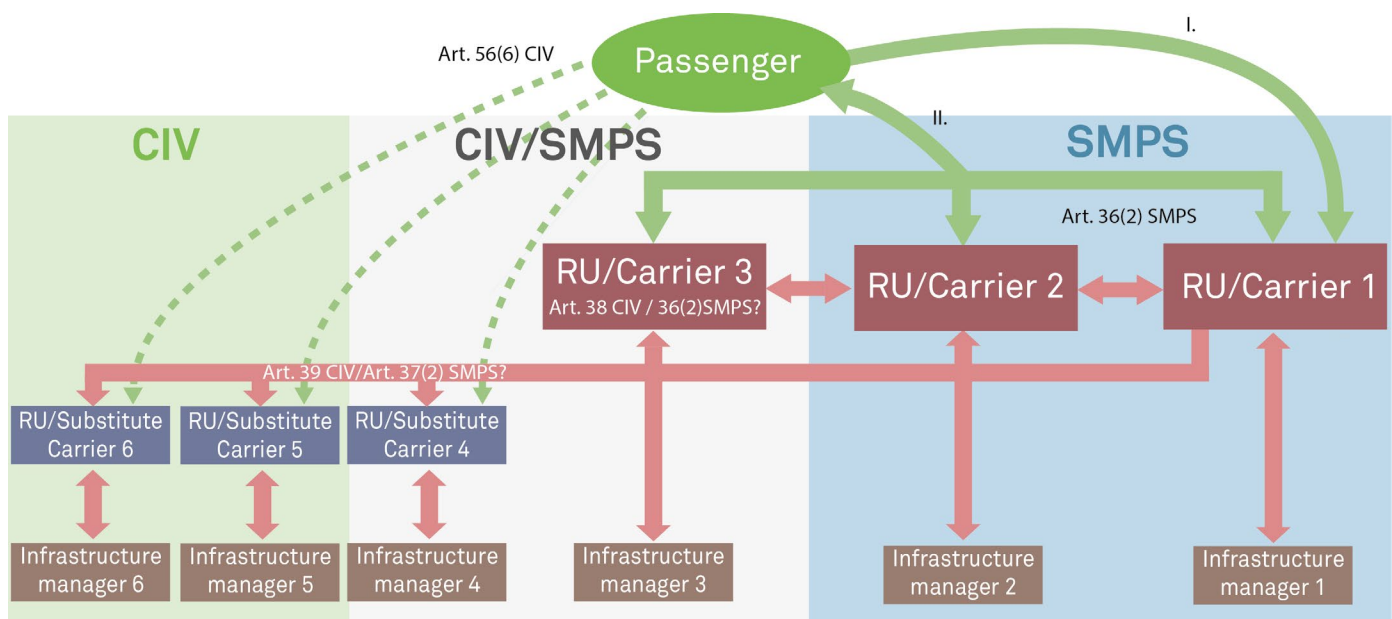 I.
Art. 56(6) CIV
Passenger
II.
CIV
CIV/SMPS
SMPS
Art. 36(2) SMPS
RU/Carrier 3
Art. 38 CIV / 36(2)SMPS?
RU/Carrier 2
RU/Carrier 1
Art. 39 CIV/Art. 37(2) SMPS?
RU/Substitute
Carrier 6
RU/Substitute
Carrier 5
RU/Substitute
Carrier 4
Infrastructure
manager 6
Infrastructure
manager 5
Infrastructure
manager 4
Infrastructure
manager 3
Infrastructure
manager 2
Infrastructure
manager 1